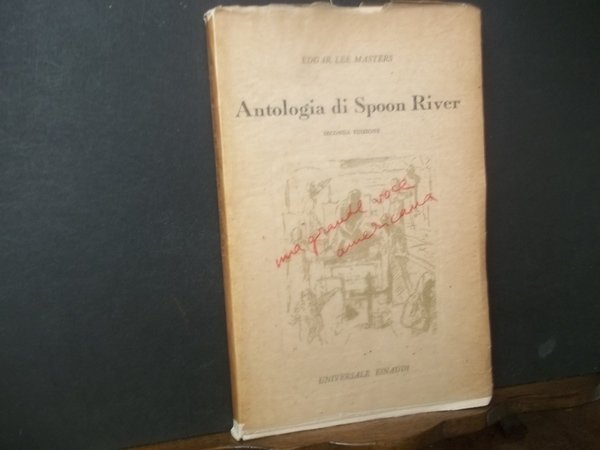 EDGAR LEE MASTERS
Antologia di Spoon River
SECONDA EDIZIONE
una grande voce
americana
UNIVERSALE EINAUDI